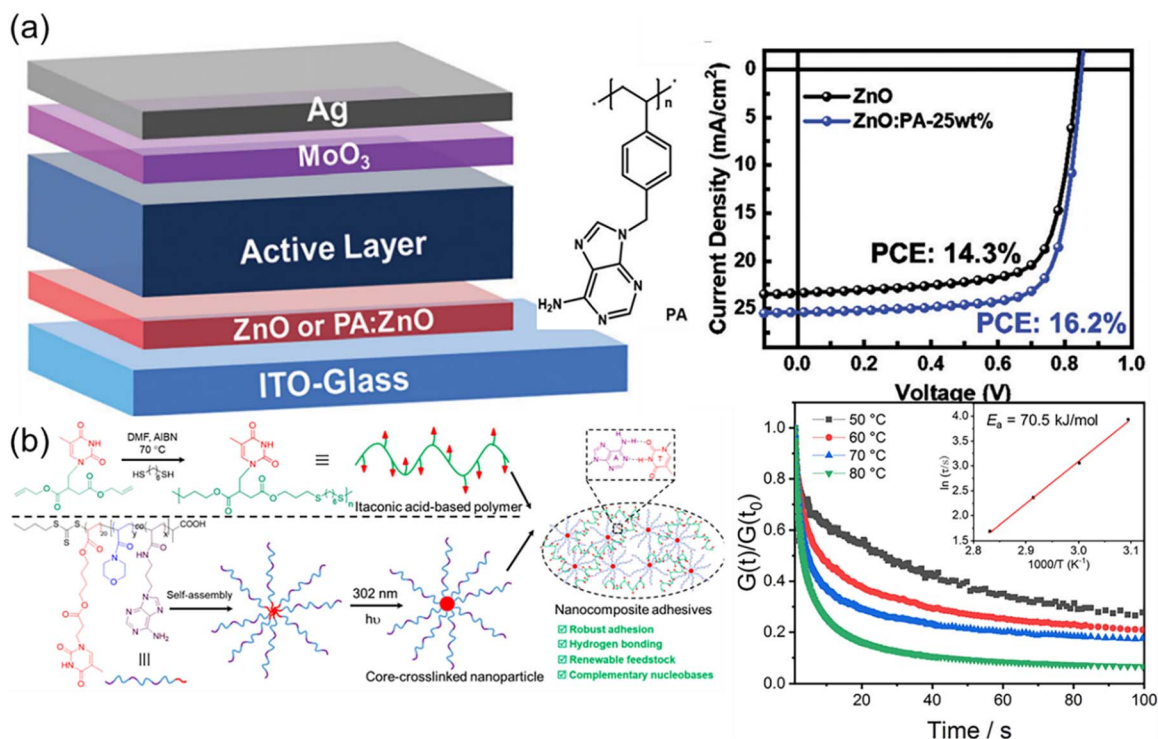 (a)
Ag
MoO₃
Active Layer
ZnO or PA:ZnO
ITO-Glass
n
N
N
N
N
H₂N
PA
0
5
10
15
20
25
Current Density (mA/cm²)
ZnO
ZnO:PA-25wt%
PCE: 14.3%
PCE: 16.2%
0.0
0.2
0.4
0.6
0.8
1.0
Voltage (V)
(b)
DMF, AIBN
70 °C
Itaconic acid-based polymer
COOH
NH₂
Self-assembly
302 nm
hυ
Core-crosslinked nanoparticle
A
T
Nanocomposite adhesives
Robust adhesion
Hydrogen bonding
Renewable feedstock
Complementary nucleobases
G(t)/G(t₀)
1.0
0.8
0.6
0.4
0.2
0.0
50 °C
60 °C
70 °C
80 °C
Eₐ = 70.5 kJ/mol
ln (τ/s)
4.0
3.5
3.0
2.5
2.0
1.5
2.9
3.0
3.1
1000/T (K⁻¹)
20
40
60
80
100
Time / s